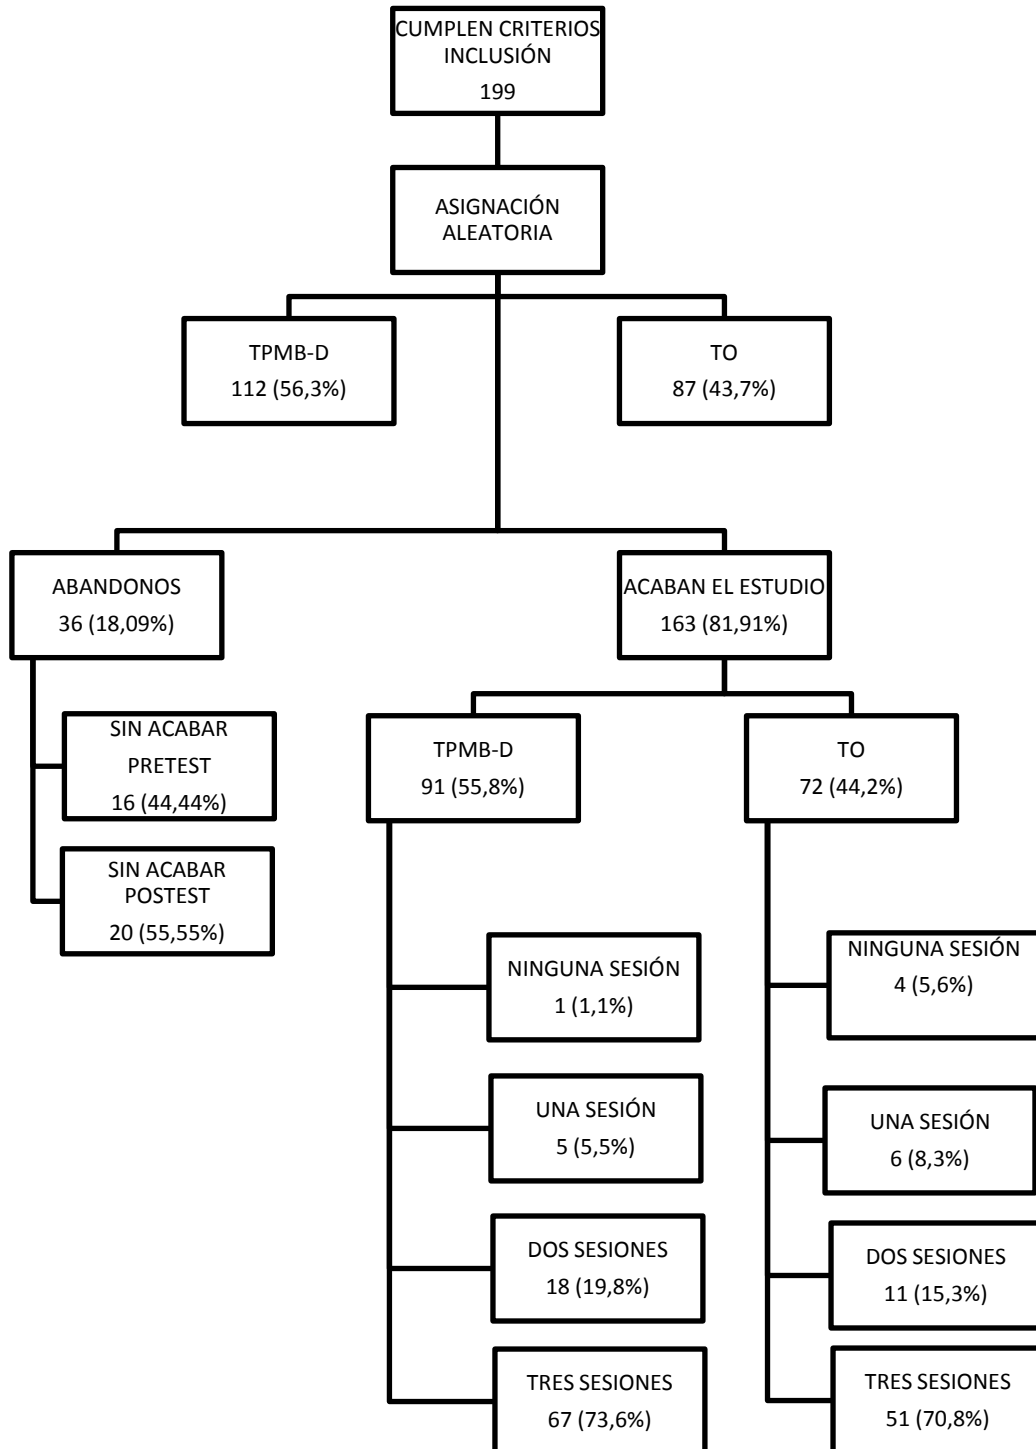 CUMPLEN CRITERIOS
INCLUSIÓN
199
ASIGNACIÓN
ALEATORIA
TPMB-D
112 (56,3%)
TO
87 (43,7%)
ABANDONOS
36 (18,09%)
ACABAN EL ESTUDIO
163 (81,91%)
SIN ACABAR
PRETEST
16 (44,44%)
SIN ACABAR
POSTEST
20 (55,55%)
TPMB-D
91 (55,8%)
TO
72 (44,2%)
NINGUNA SESIÓN
1 (1,1%)
UNA SESIÓN
5 (5,5%)
DOS SESIONES
18 (19,8%)
TRES SESIONES
67 (73,6%)
NINGUNA SESIÓN
4 (5,6%)
UNA SESIÓN
6 (8,3%)
DOS SESIONES
11 (15,3%)
TRES SESIONES
51 (70,8%)